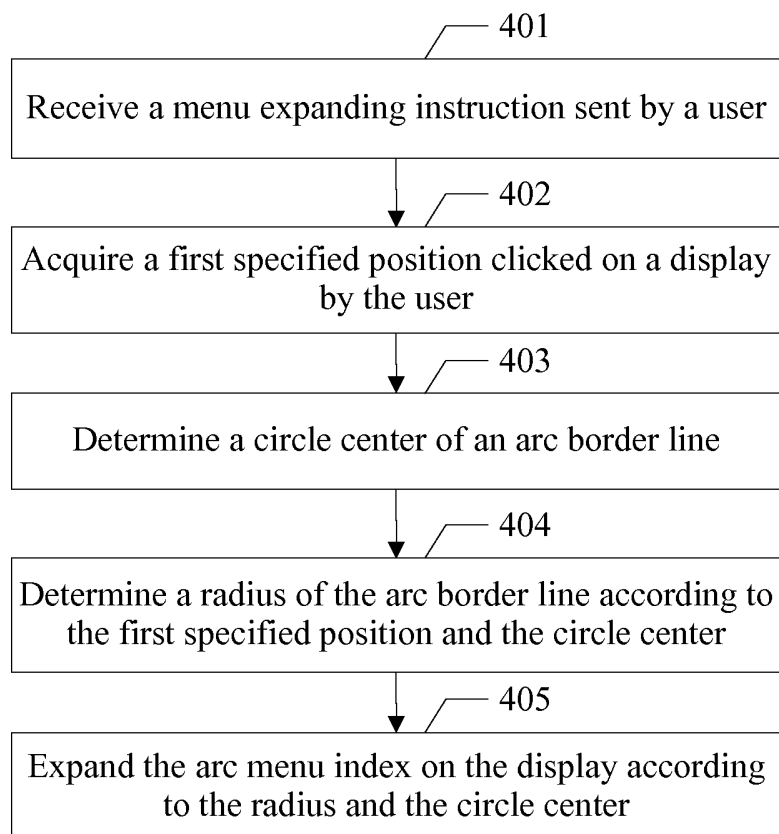 401
Receive a menu expanding instruction sent by a user
402
Acquire a first specified position clicked on a display
by the user
403
Determine a circle center of an arc border line
404
Determine a radius of the arc border line according to
the first specified position and the circle center
405
Expand the arc menu index on the display according
to the radius and the circle center